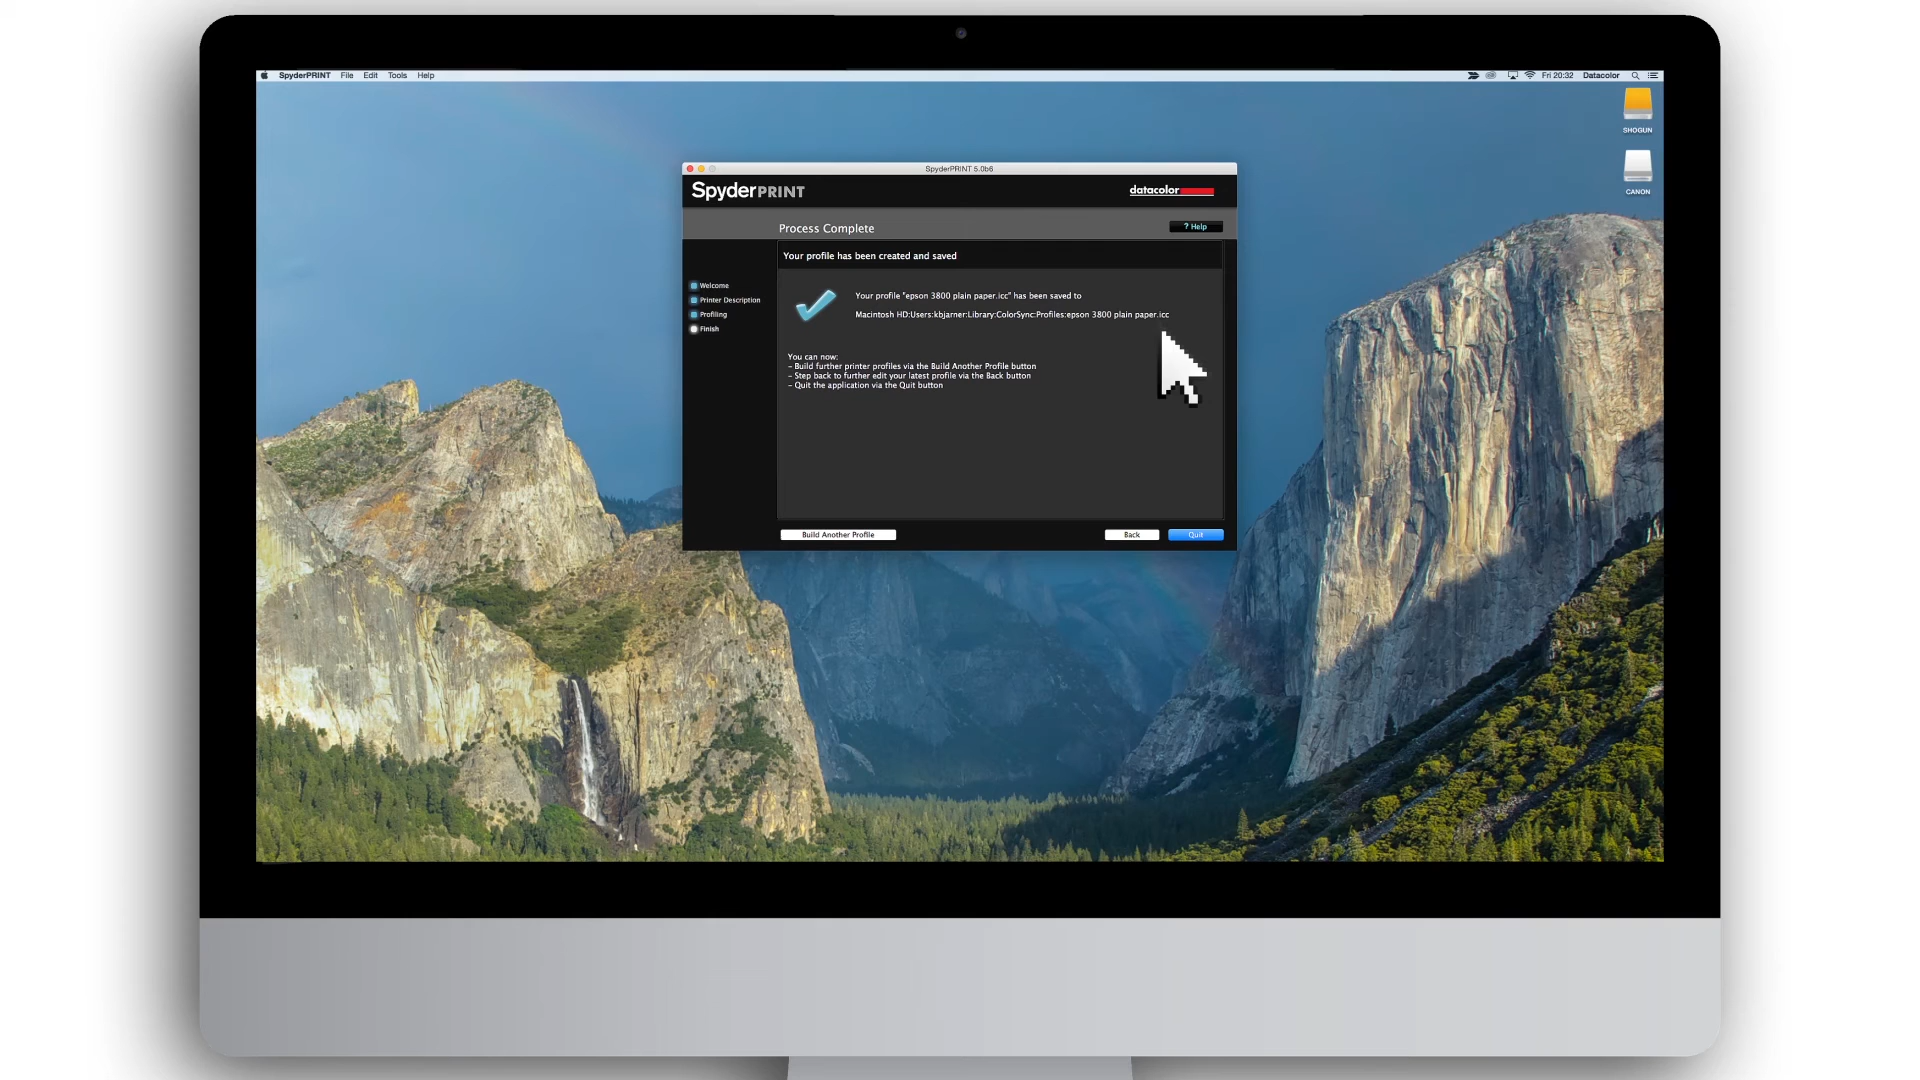 SpyderPRINT File Edit Tools Help
Fri 20:32 Datacolor
SHOGUN
CANON
SpyderPRINT 5.0b6
SpyderPRINT
datacolor
Process Complete
? Help
Your profile has been created and saved
Welcome
Printer Description
Profiling
Finish
Your profile "epson 3800 plain paper.icc" has been saved to
Macintosh HD:Users:kbjarner:Library:ColorSync:Profiles:epson 3800 plain paper.icc
You can now:
- Build further printer profiles via the Build Another Profile button
- Step back to further edit your latest profile via the Back button
- Quit the application via the Quit button
Build Another Profile
Back
Quit